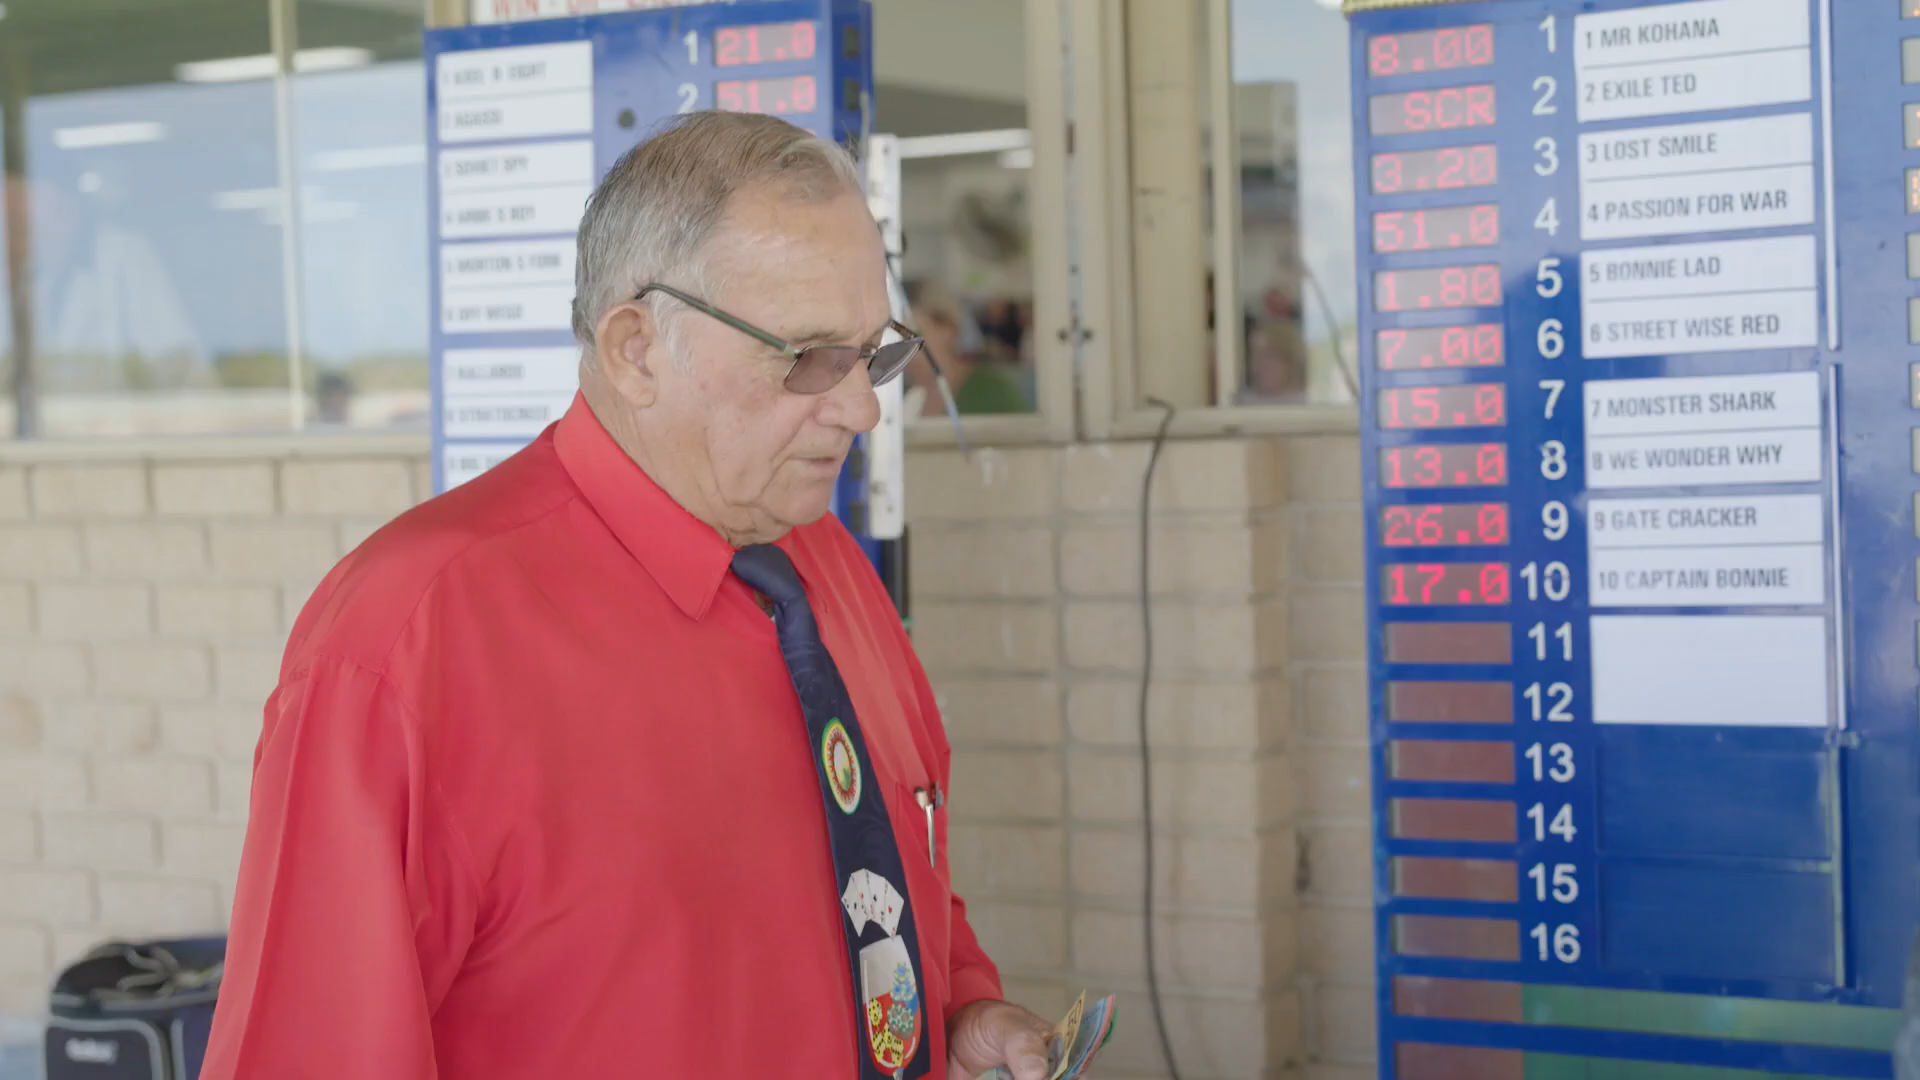 1 21.0
2 51.0
3 SOVIET SPY
8.00 1 1 MR KOHANA
SCR 2 2 EXILE TED
3.20 3 3 LOST SMILE
51.0 4 4 PASSION FOR WAR
1.80 5 5 BONNIE LAD
7.00 6 6 STREET WISE RED
15.0 7 7 MONSTER SHARK
13.0 8 8 WE WONDER WHY
26.0 9 9 GATE CRACKER
17.0 10 10 CAPTAIN BONNIE
11
12
13
14
15
16